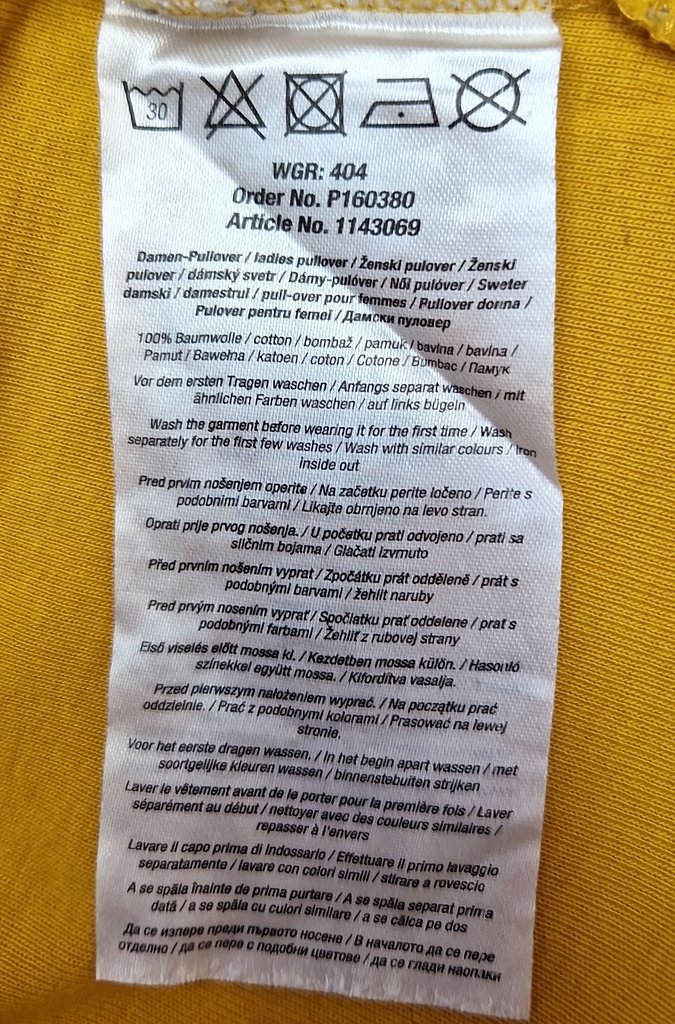 30
WGR: 404
Order No. P160380
Article No. 1143069
Damen-Pullover / ladies pullover / Ženski pulover / Ženski
pulover / dámský svetr / Dámy-pulóver / Női pulóver / Sweter
damski / damestrui / pull-over pour femmes / Pullover donna /
Pulover pentru femei / Дамски пуловер
100% Baumwolle / cotton / bombaž / pamuk / bavlna / bavlna /
Pamut / Bawełna / katoen / coton / Cotone / Bumbac / Памук
Vor dem ersten Tragen waschen / Anfangs separat waschen / mit
ähnlichen Farben waschen / auf links bügeln
Wash the garment before wearing it for the first time / Wash
separately for the first few washes / Wash with similar colours / Iron
inside out
Pred prvim nošenjem operite / Na začetku perite ločeno / Perite s
podobnimi barvami / Likajte obrnjeno na levo stran.
Oprati prije prvog nošenja. / U početku prati odvojeno / prati sa
sličnim bojama / Glačati izvrnuto
Před prvním nošením vyprat / Zpočátku prát odděleně / prát s
podobnými barvami / žehlit naruby
Pred prvým nosením vyprať / Spočiatku prať oddelene / prat s
podobnými farbami / Žehliť z rubovej strany
Első viselés előtt mossa ki. / Kezdetben mossa külön. / Hasonló
színekkel együtt mossa. / Kifordítva vasalja.
Przed pierwszym nałożeniem wyprać. / Na początku prać
oddzielnie. / Prać z podobnymi kolorami / Prasować na lewej
stronie.
Voor het eerste dragen wassen. / In het begin apart wassen / met
soortgelijke kleuren wassen / binnenstebuiten strijken
Laver le vêtement avant de le porter pour la première fois / Laver
séparément au début / nettoyer avec des couleurs similaires /
repasser à l'envers
Lavare il capo prima di Indossarlo / Effettuare il primo lavaggio
separatamente / lavare con colori simili / stirare a rovescio
A se spăla înainte de prima purtare / A se spăla separat prima
dată / a se spăla cu culori similare / a se călca pe dos
Да се изпере преди първото носене / В началото да се пере
отделно / да се пере с подобни цветове / да се глади наопаки